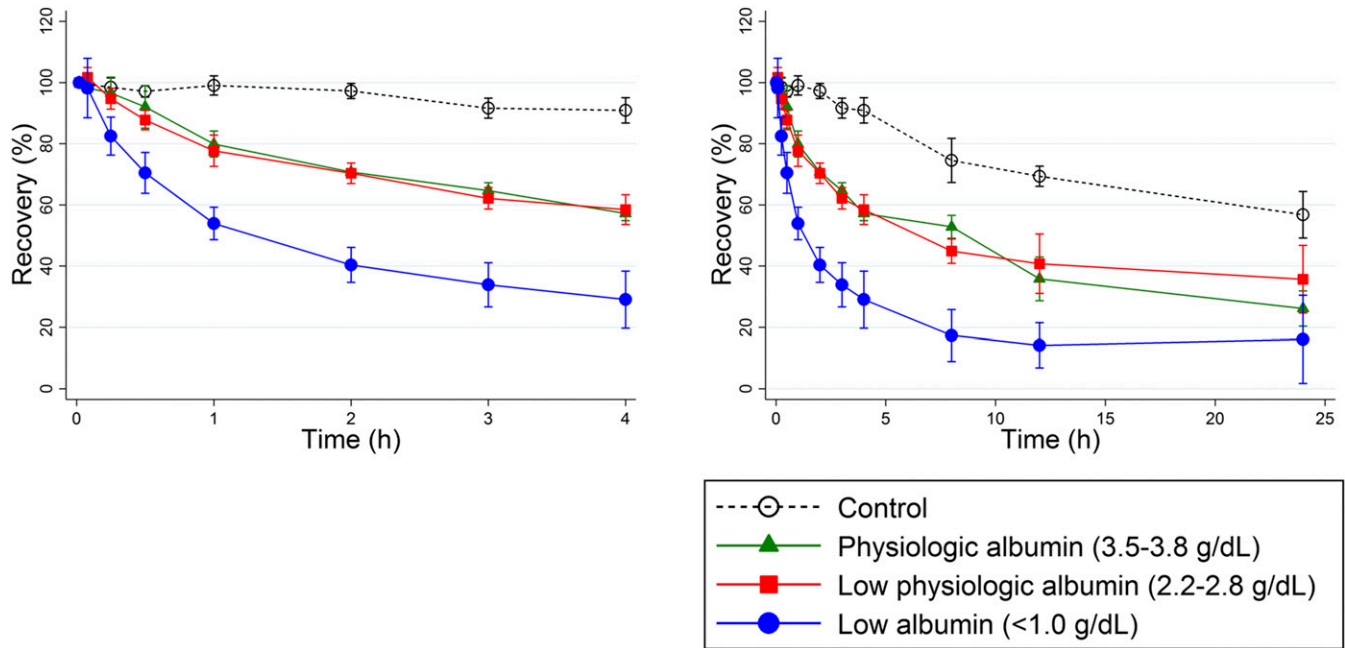 120
100
80
60
40
20
0
Recovery (%)
0 1 2 3 4
Time (h)
120
100
80
60
40
20
0
Recovery (%)
0 5 10 15 20 25
Time (h)
Control
Physiologic albumin (3.5-3.8 g/dL)
Low physiologic albumin (2.2-2.8 g/dL)
Low albumin (<1.0 g/dL)